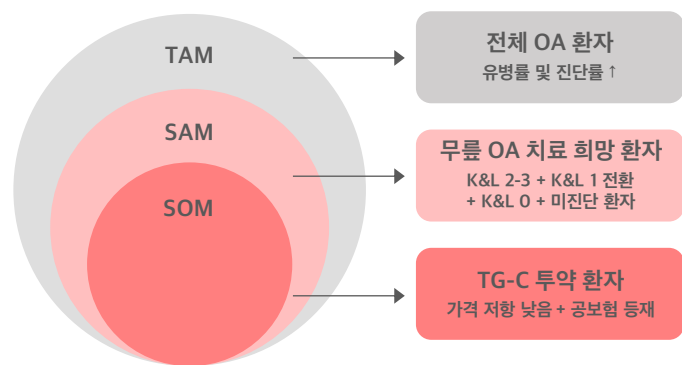 TAM
전체 OA 환자
유병률 및 진단률 ↑
SAM
무릎 OA 치료 희망 환자
K&L 2-3 + K&L 1 전환
+ K&L 0 + 미진단 환자
SOM
TG-C 투약 환자
가격 저항 낮음 + 공보험 등재